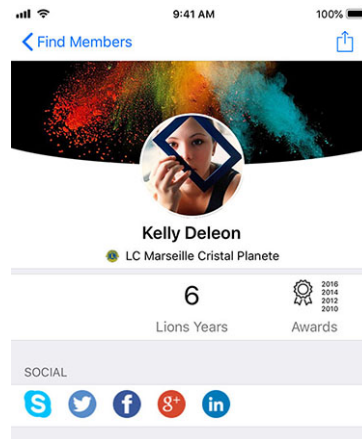 9:41 AM
100%
Find Members
Kelly Deleon
LC Marseille Cristal Planete
6
Lions Years
2016
2014
2012
2010
Awards
SOCIAL
S
f
g+
in